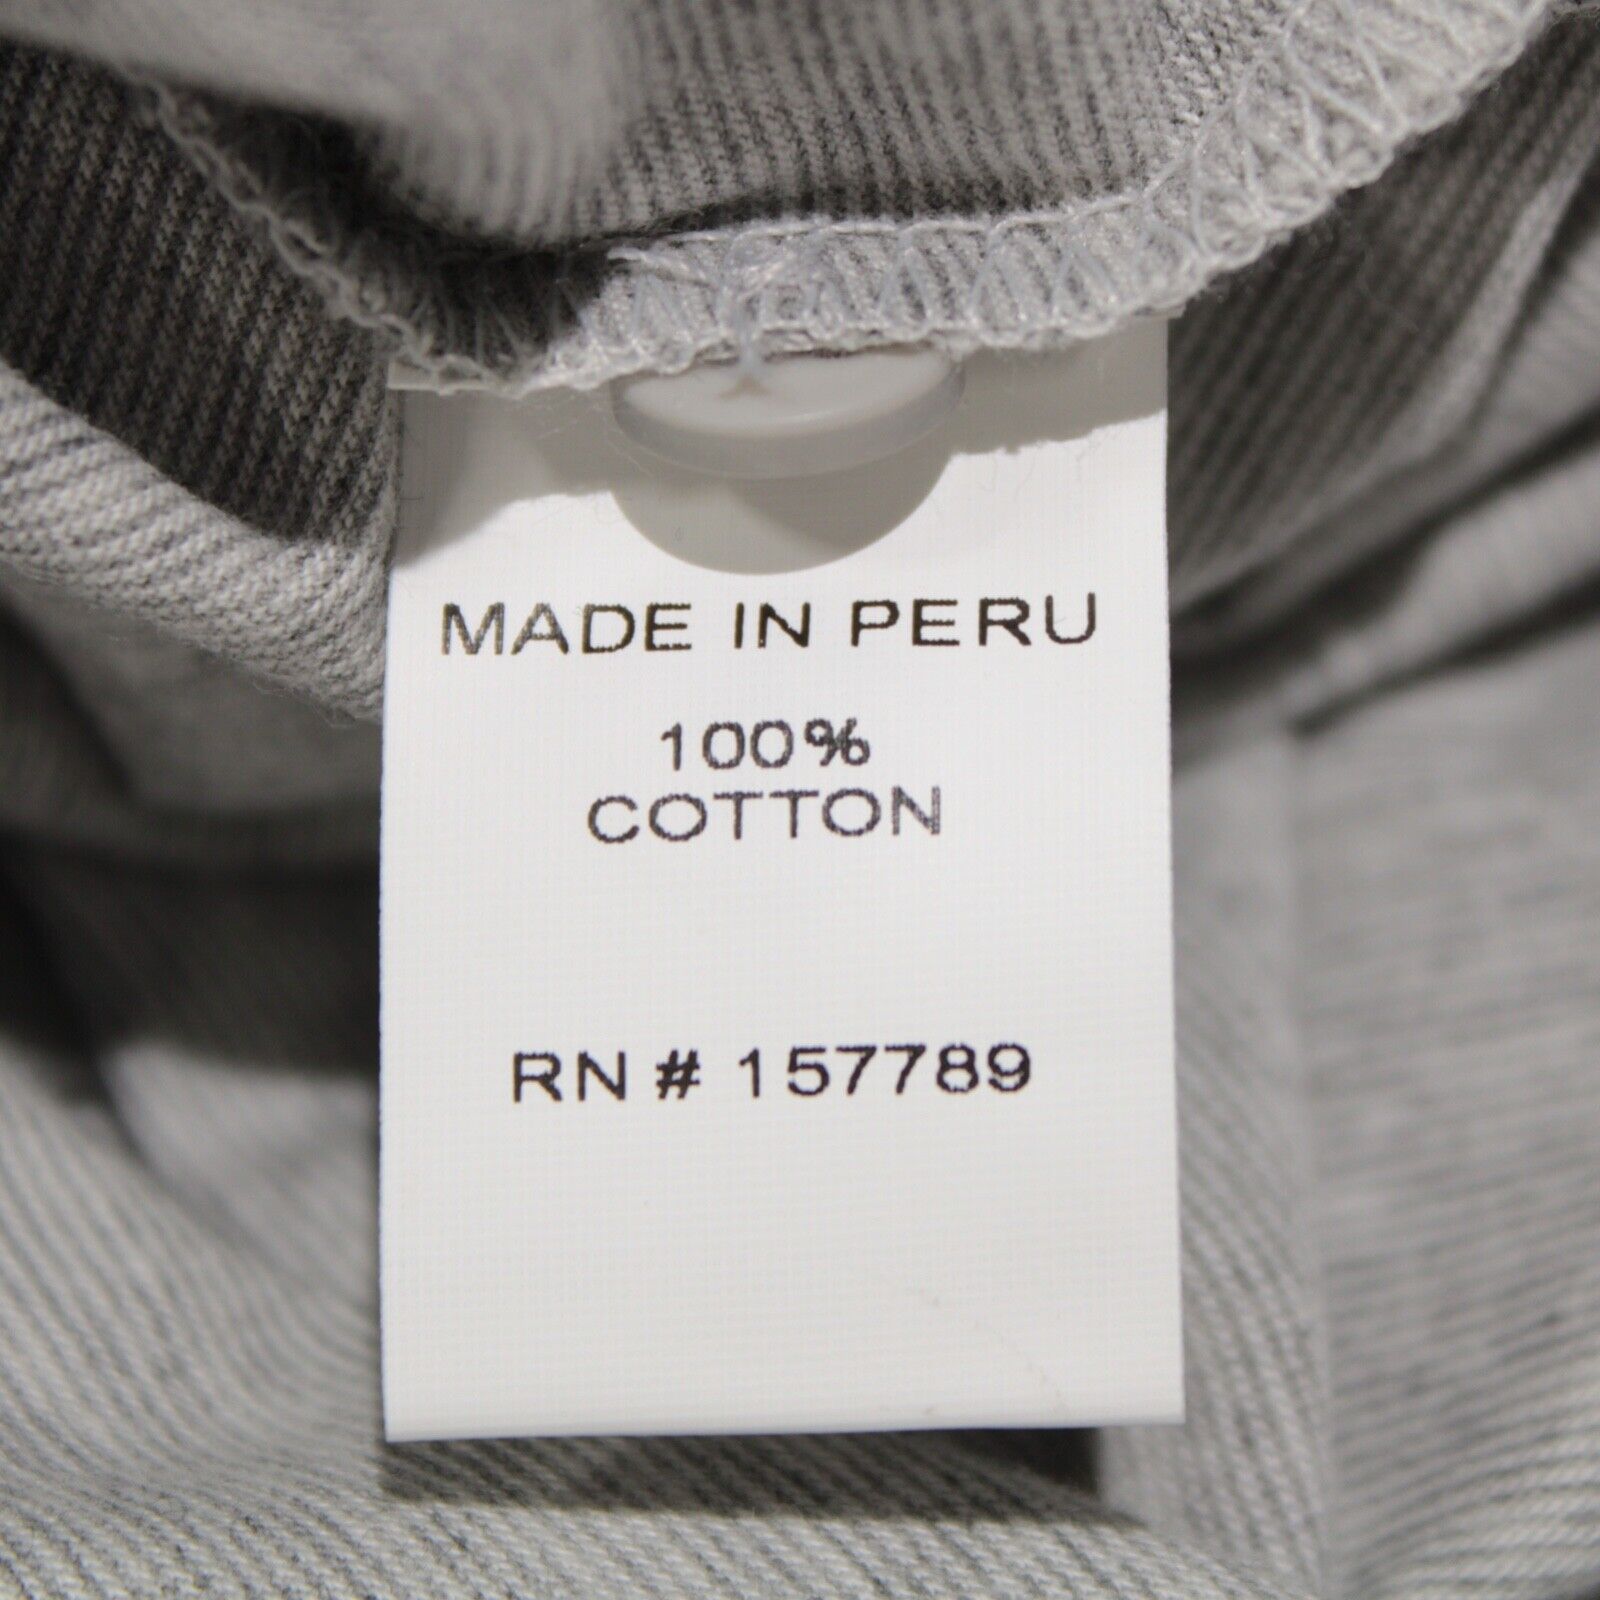 MADE IN PERU
100%
COTTON
RN # 157789